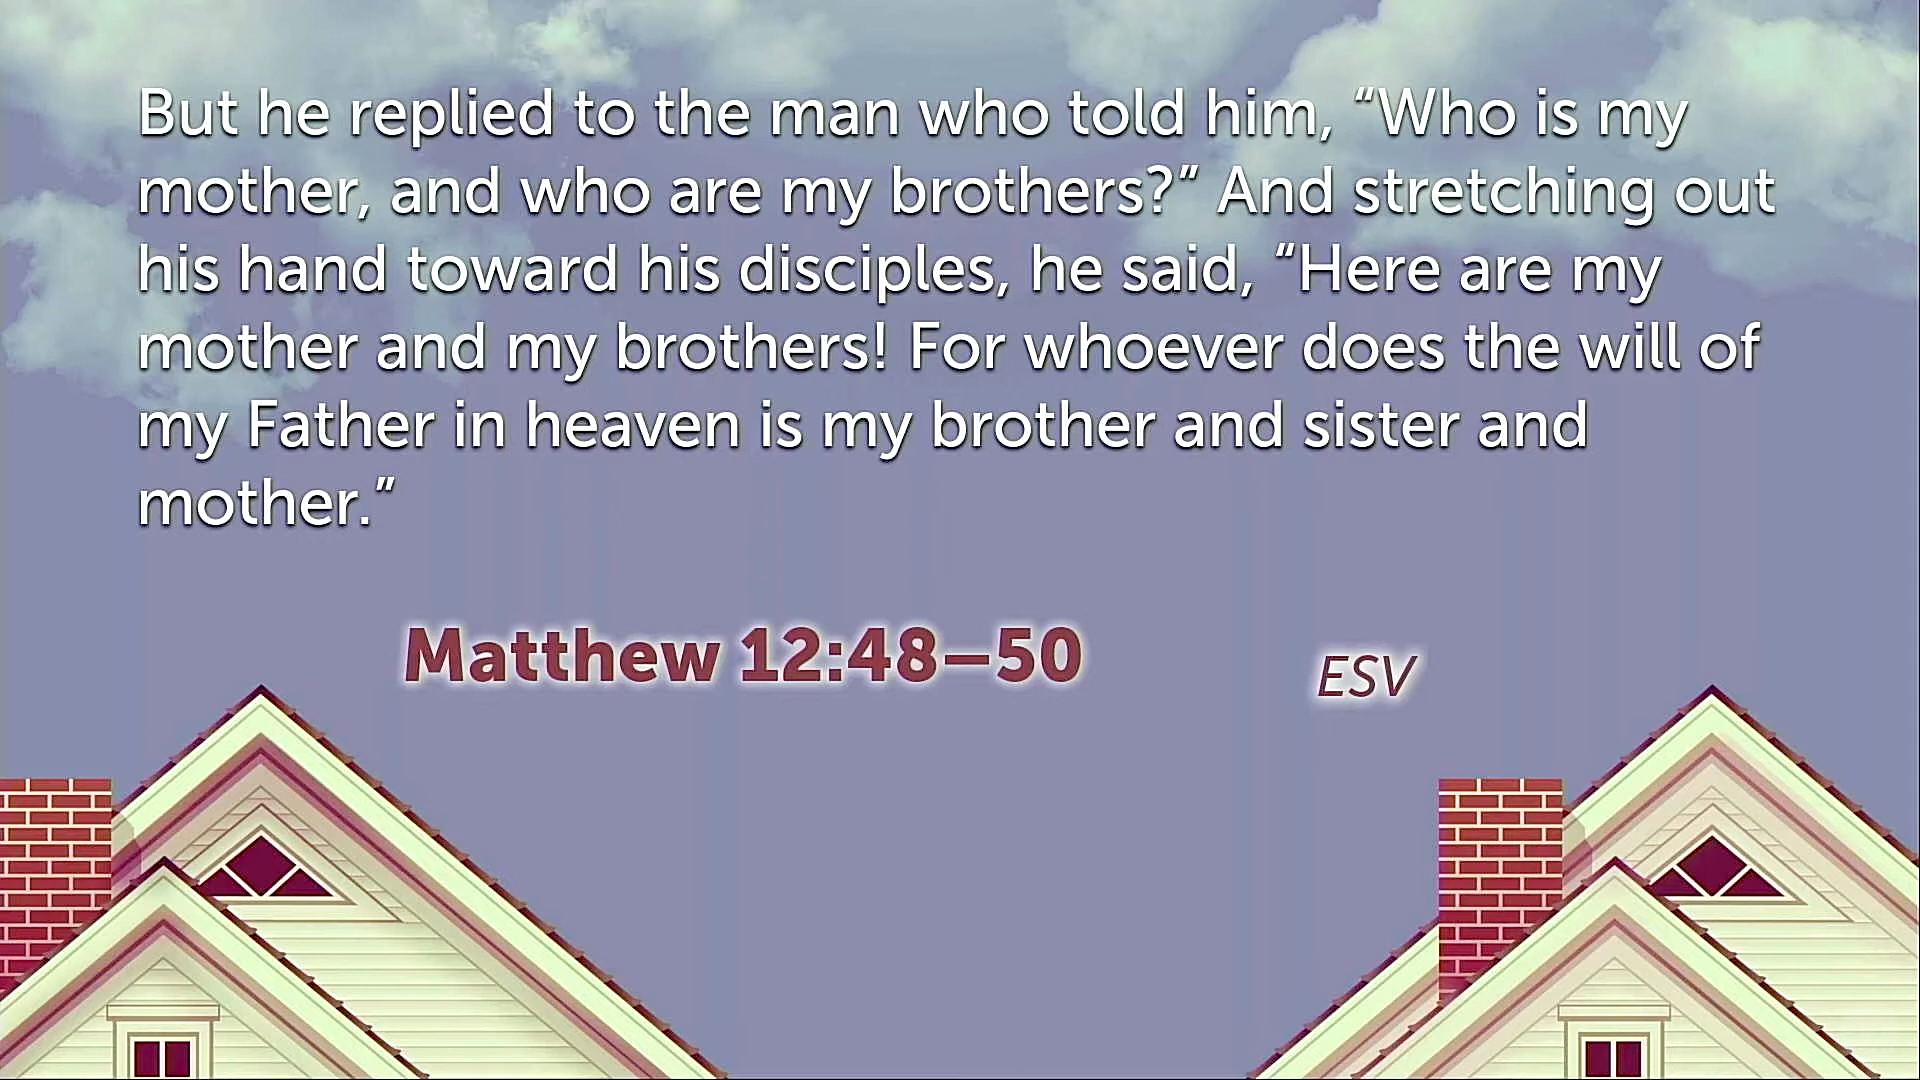 But he replied to the man who told him, “Who is my
mother, and who are my brothers?” And stretching out
his hand toward his disciples, he said, “Here are my
mother and my brothers! For whoever does the will of
my Father in heaven is my brother and sister and
mother.”
Matthew 12:48–50
ESV